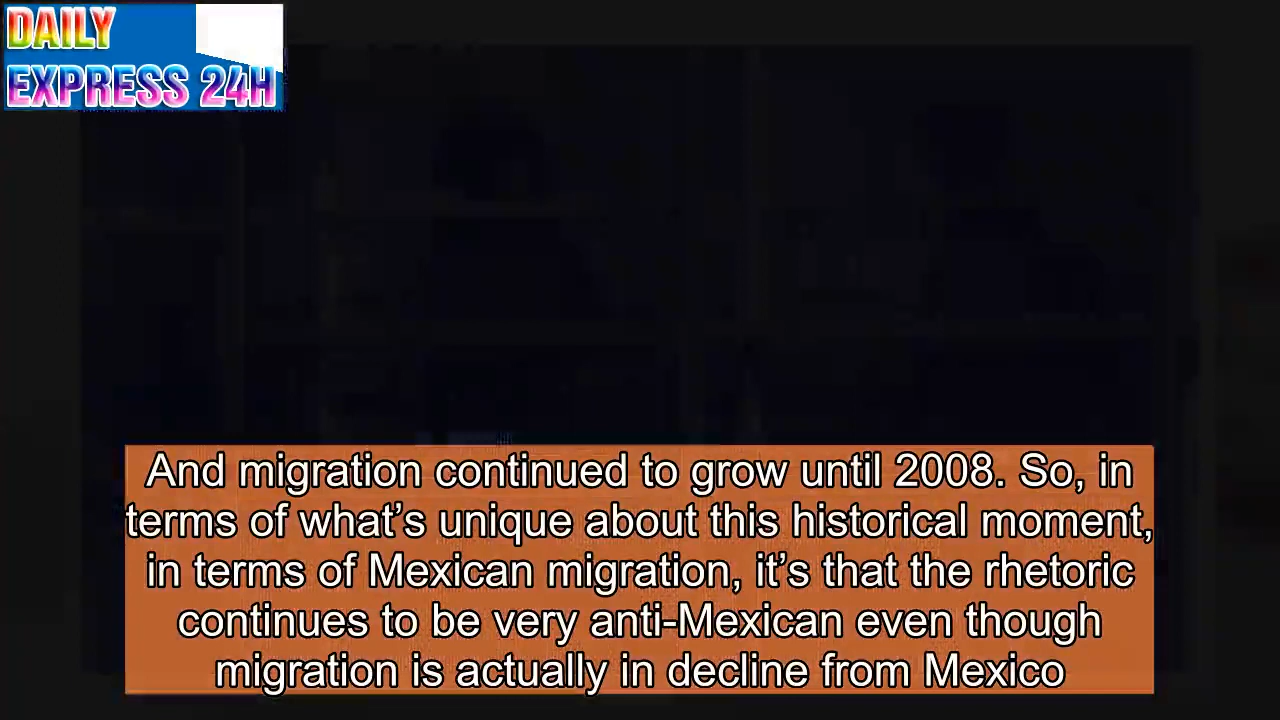 DAILY
EXPRESS 24H
And migration continued to grow until 2008. So, in
terms of what’s unique about this historical moment,
in terms of Mexican migration, it’s that the rhetoric
continues to be very anti-Mexican even though
migration is actually in decline from Mexico